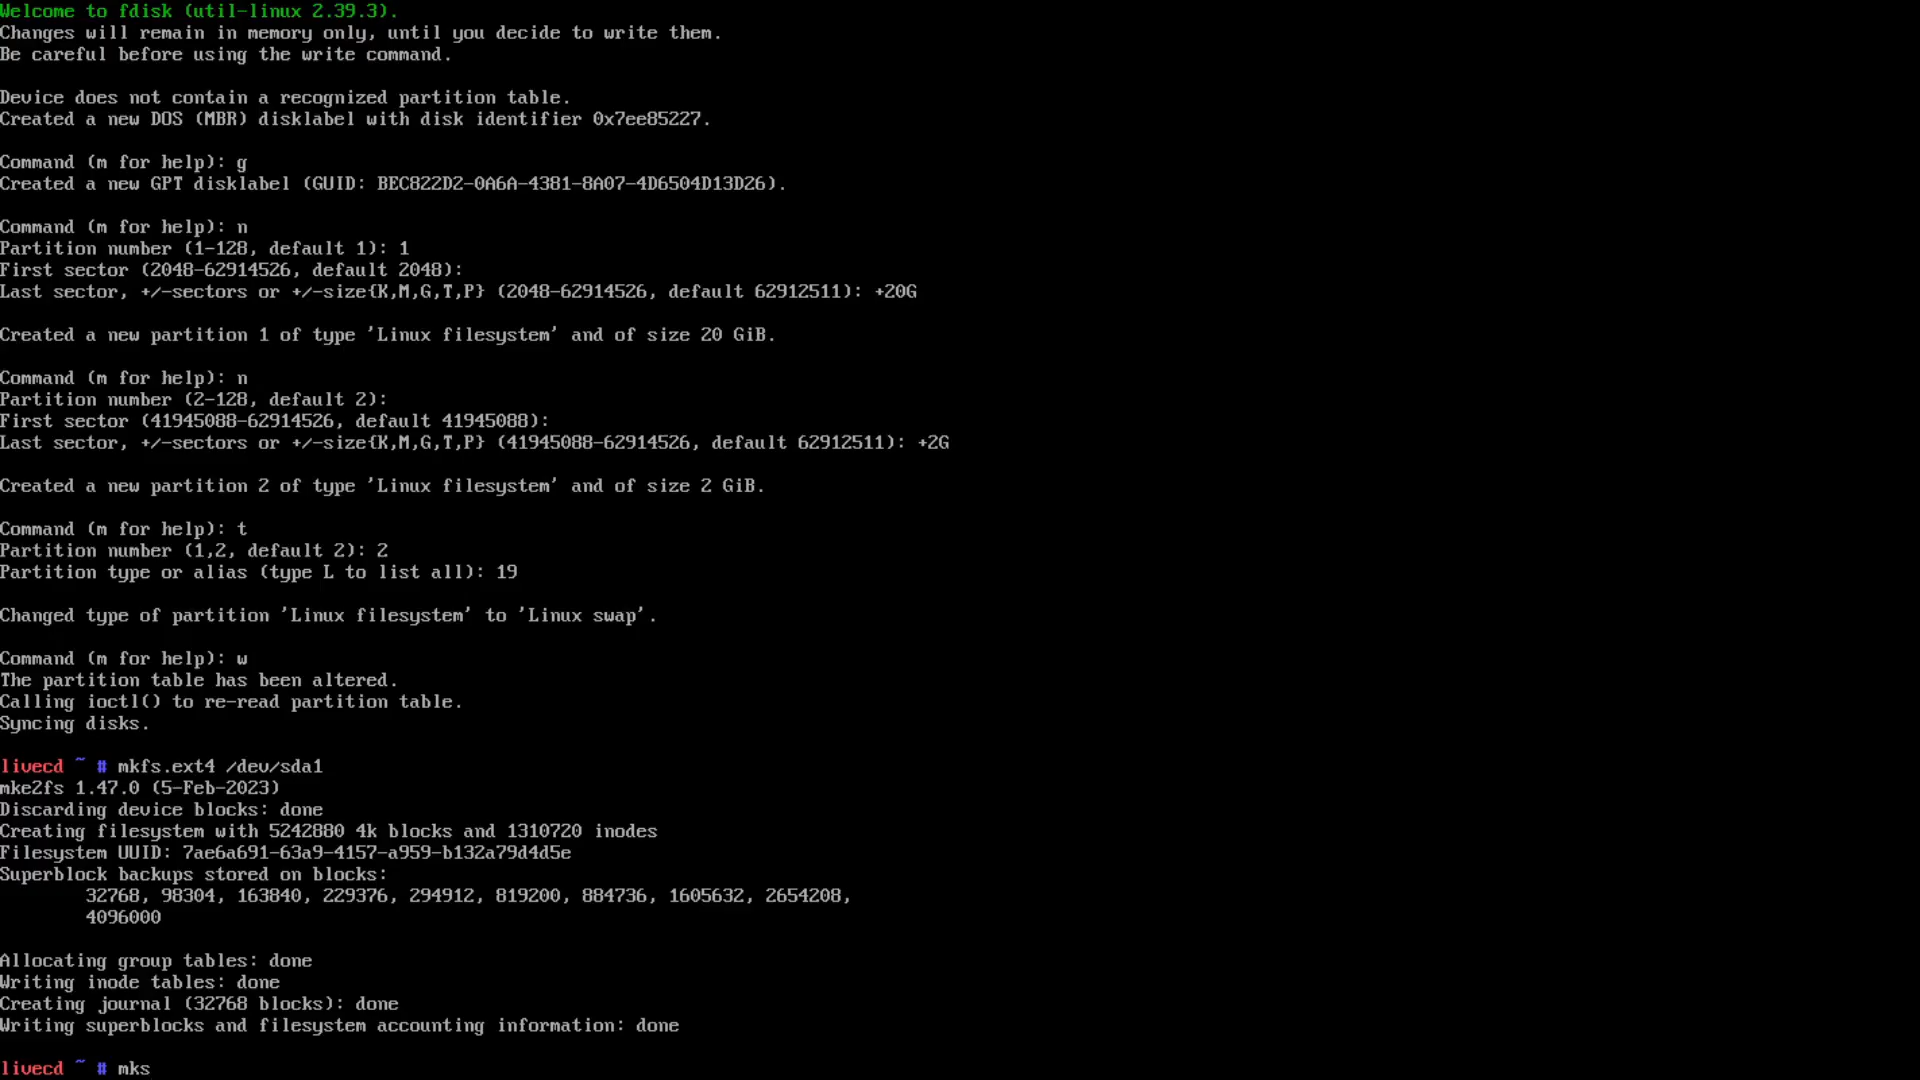 Welcome to fdisk (util-linux 2.39.3).
Changes will remain in memory only, until you decide to write them.
Be careful before using the write command.
Device does not contain a recognized partition table.
Created a new DOS (MBR) disklabel with disk identifier 0x7ee85227.
Command (m for help): g
Created a new GPT disklabel (GUID: BEC822D2-0A6A-4381-8A07-4D6504D13D26).
Command (m for help): n
Partition number (1-128, default 1): 1
First sector (2048-62914526, default 2048):
Last sector, +/-sectors or +/-size{K,M,G,T,P} (2048-62914526, default 62912511): +20G
Created a new partition 1 of type 'Linux filesystem' and of size 20 GiB.
Command (m for help): n
Partition number (2-128, default 2):
First sector (41945088-62914526, default 41945088):
Last sector, +/-sectors or +/-size{K,M,G,T,P} (41945088-62914526, default 62912511): +2G
Created a new partition 2 of type 'Linux filesystem' and of size 2 GiB.
Command (m for help): t
Partition number (1,2, default 2): 2
Partition type or alias (type L to list all): 19
Changed type of partition 'Linux filesystem' to 'Linux swap'.
Command (m for help): w
The partition table has been altered.
Calling ioctl() to re-read partition table.
Syncing disks.
livecd ~ # mkfs.ext4 /dev/sda1
mke2fs 1.47.0 (5-Feb-2023)
Discarding device blocks: done
Creating filesystem with 5242880 4k blocks and 1310720 inodes
Filesystem UUID: 7ae6a691-63a9-4157-a959-b132a79d4d5e
Superblock backups stored on blocks:
32768, 98304, 163840, 229376, 294912, 819200, 884736, 1605632, 2654208,
4096000
Allocating group tables: done
Writing inode tables: done
Creating journal (32768 blocks): done
Writing superblocks and filesystem accounting information: done
livecd ~ # mks